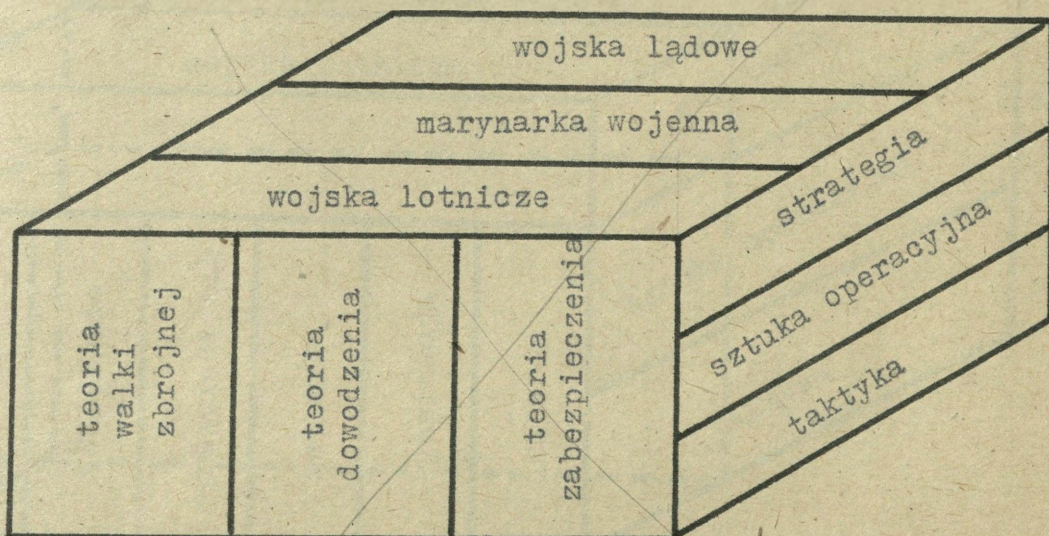 wojska lądowe
marynarka wojenna
wojska lotnicze
strategia
sztuka operacyjna
taktyka
teoria
walki
zbrojnej
teoria
dowodzenia
teoria
zabezpieczenia